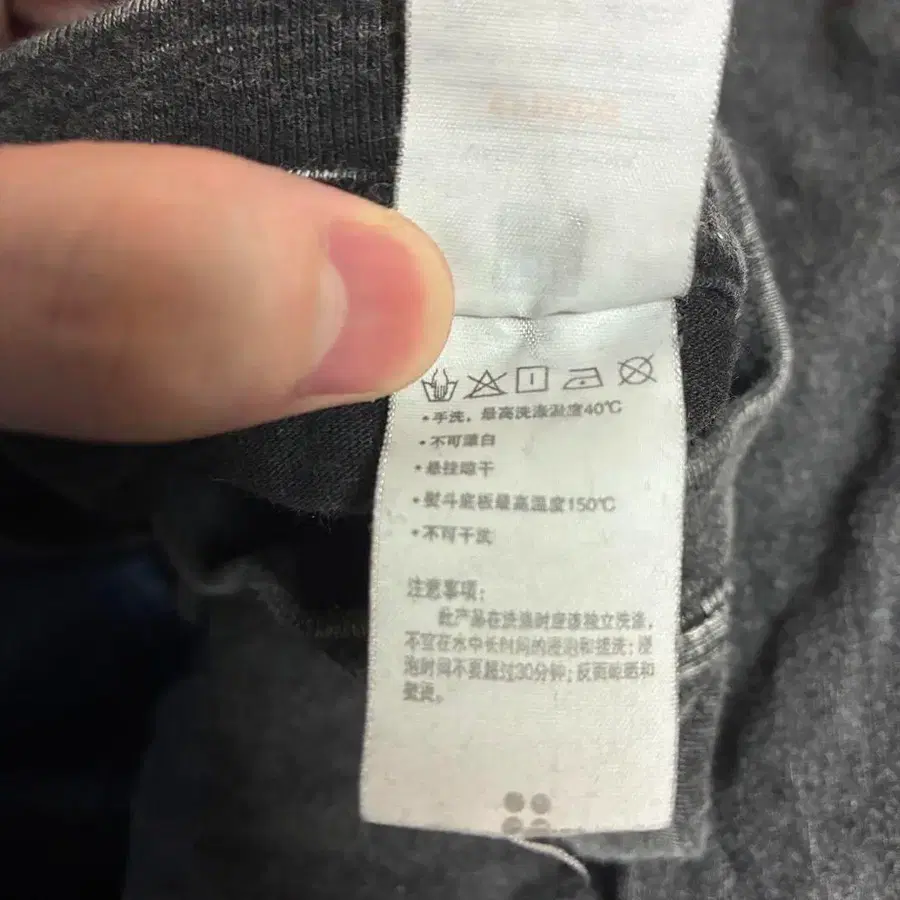 •手洗，最高洗涤温度40℃
•不可漂白
•悬挂晾干
•熨斗底板最高温度150℃
•不可干洗
注意事项：
此产品在洗涤时应该独立洗涤，
不宜在水中长时间的浸泡和搓洗；浸
泡时间不要超过30分钟；反面晾晒和
熨烫。